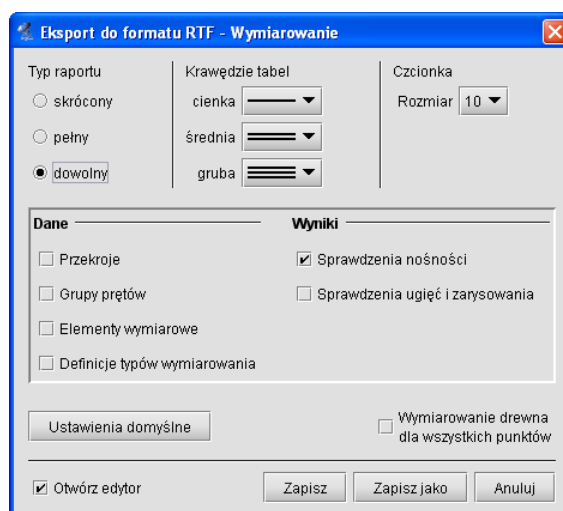 Eksport do formatu RTF - Wymiarowanie
Typ raportu
skrócony
pełny
dowolny
Krawędzie tabel
cienka
średnia
gruba
Czcionka
Rozmiar 10
Dane
Przekroje
Grupy prętów
Elementy wymiarowe
Definicje typów wymiarowania
Wyniki
Sprawdzenia nośności
Sprawdzenia ugięć i zarysowania
Ustawienia domyślne
Wymiarowanie drewna
dla wszystkich punktów
Otwórz edytor
Zapisz
Zapisz jako
Anuluj